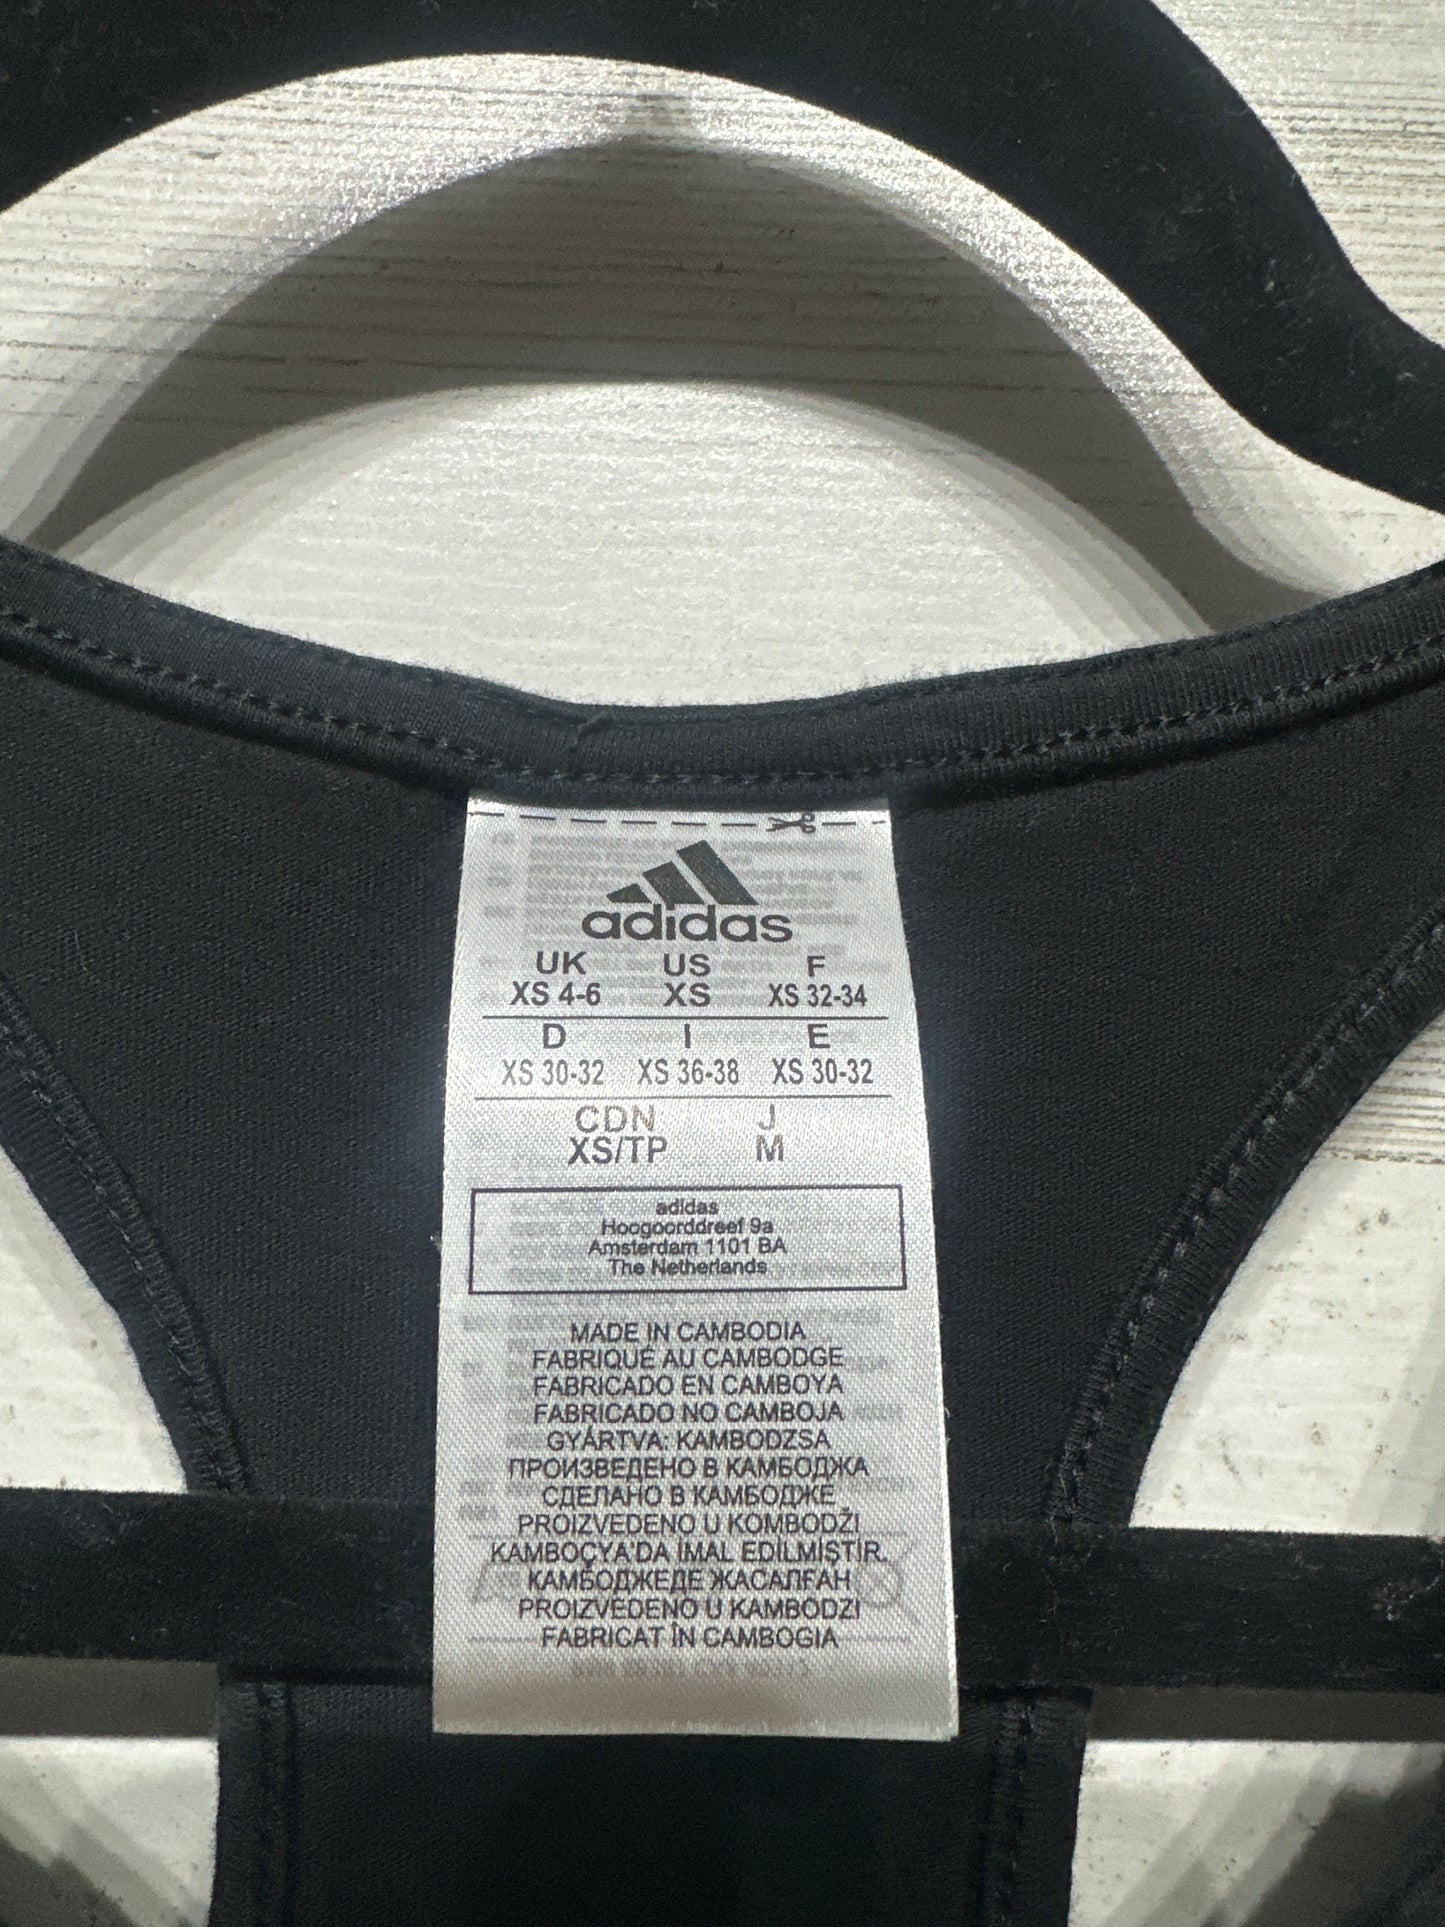 adidas
UK US F
XS 4-6 XS XS 32-34
D I E
XS 30-32 XS 36-38 XS 30-32
CDN J
XS/TP M
adidas
Hoogoorddreef 9a
Amsterdam 1101 BA
The Netherlands
MADE IN CAMBODIA
FABRIQUÉ AU CAMBODGE
FABRICADO EN CAMBOYA
FABRICADO NO CAMBOJA
GYÁRTVA: KAMBODZSA
ПРОИЗВЕДЕНО В КАМБОДЖА
СДЕЛАНО В КАМБОДЖЕ
PROIZVEDENO U KOMBODŽI
KAMBOÇYA'DA İMAL EDİLMİŞTİR.
КАМБОДЖЕДЕ ЖАСАЛҒАН
PROIZVEDENO U KAMBODZI
FABRICAT ÎN CAMBOGIA